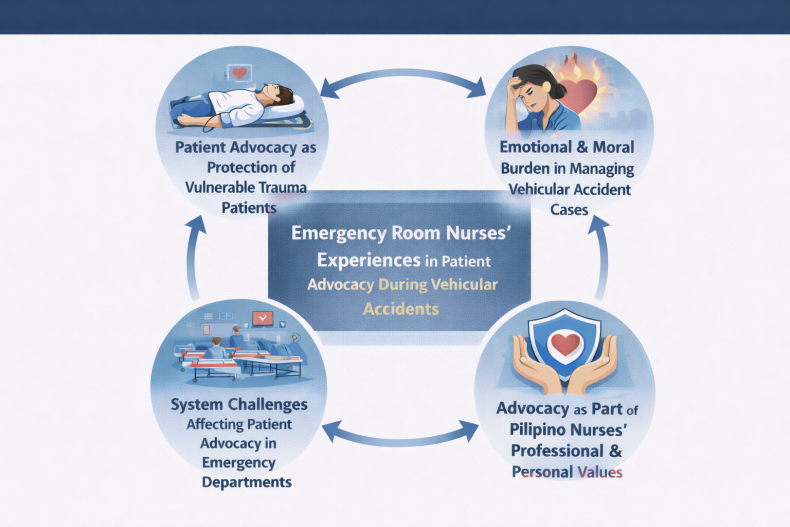 Patient Advocacy as
Protection of
Vulnerable Trauma
Patients
Emotional & Moral
Burden in Managing
Vehicular Accident
Cases
Emergency Room Nurses'
Experiences in Patient
Advocacy During Vehicular
Accidents
System Challenges
Affecting Patient
Advocacy in
Emergency
Departments
Advocacy as Part of
Pilipino Nurses'
Professional &
Personal Values